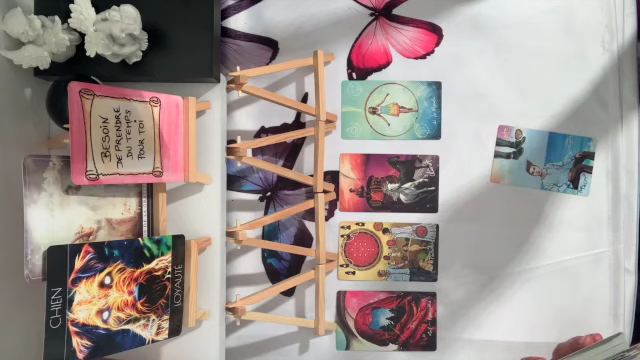 BESOIN
DE PRENDRE
DU TEMPS
POUR TOI
CHIEN
LOYAUTÉ